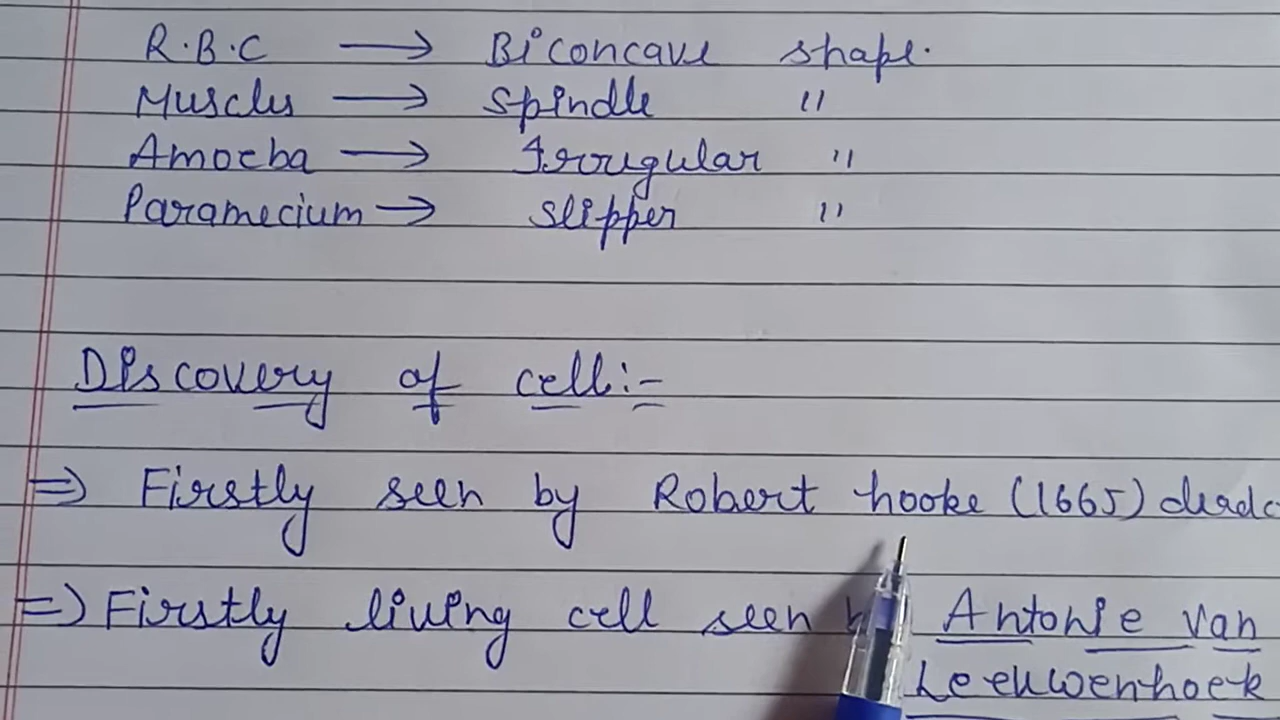 R.B.C → Biconcave shape.
Muscles → Spindle "
Amoeba → Irrugular "
Paramecium → Slipper "
Discovery of cell:-
⇒ Firstly seen by Robert hooke (1665)
⇒ Firstly living cell seen Antonie van
Leeuwenhoek